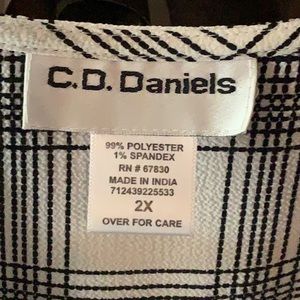 C.D. Daniels
99% POLYESTER
1% SPANDEX
RN # 67830
MADE IN INDIA
712439225533
2X
OVER FOR CARE